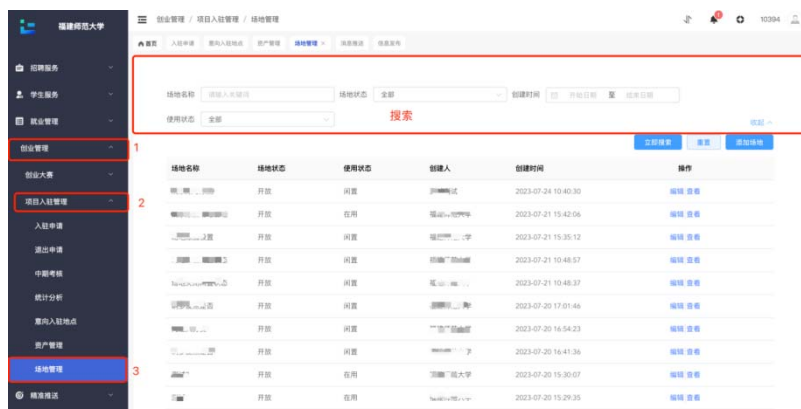 福建师范大学
创业管理 / 项目入驻管理 / 场地管理
10394
首页 入驻申请 意向入驻地点 资产管理 场地管理 × 消息推送 信息发布
招聘服务
学生服务
就业管理
创业管理 1
创业大赛
项目入驻管理 2
入驻申请
退出申请
中期考核
统计分析
意向入驻地点
资产管理
场地管理 3
精准推送
场地名称 请输入关键词 场地状态 全部 创建时间 开始日期 至 结束日期
使用状态 全部 搜索 收起
立即搜索 重置 添加场地
场地名称 场地状态 使用状态 创建人 创建时间 操作
开放 闲置 2023-07-24 10:40:30 编辑 查看
开放 在用 2023-07-21 15:42:06 编辑 查看
开放 闲置 2023-07-21 15:35:12 编辑 查看
开放 闲置 2023-07-21 10:48:57 编辑 查看
开放 闲置 2023-07-21 10:48:37 编辑 查看
开放 闲置 2023-07-20 17:01:46 编辑 查看
开放 闲置 2023-07-20 16:54:23 编辑 查看
开放 闲置 2023-07-20 16:41:36 编辑 查看
开放 在用 2023-07-20 15:30:07 编辑 查看
开放 在用 2023-07-20 15:29:35 编辑 查看